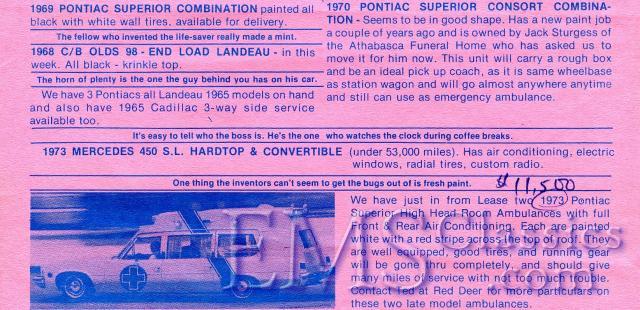 1969 PONTIAC SUPERIOR COMBINATION painted all
black with white wall tires. available for delivery.
The fellow who invented the life-saver really made a mint.
1968 C/B OLDS 98 - END LOAD LANDEAU - in this
week. All black - krinkle top.
The horn of plenty is the one the guy behind you has on his car.
We have 3 Pontiacs all Landeau 1965 models on hand
and also have 1965 Cadillac 3-way side service
available too.
1970 PONTIAC SUPERIOR CONSORT COMBINA-
TION - Seems to be in good shape. Has a new paint job
a couple of years ago and is owned by Jack Sturgess of
the Athabasca Funeral Home who has asked us to
move it for him now. This unit will carry a rough box
and be an ideal pick up coach, as it is same wheelbase
as station wagon and will go almost anywhere anytime
and still can use as emergency ambulance.
It's easy to tell who the boss is. He's the one who watches the clock during coffee breaks.
1973 MERCEDES 450 S.L. HARDTOP & CONVERTIBLE (under 53,000 miles). Has air conditioning, electric
windows, radial tires, custom radio.
One thing the inventors can't seem to get the bugs out of is fresh paint.
$11,500
We have just in from Lease two 1973 Pontiac
Superior High Head Room Ambulances with full
Front & Rear Air Conditioning. Each are painted
white with a red stripe across the top roof. They
are well equipped, good tires, and running gear
will be gone thru completely, and should give
many miles of service with not too much trouble.
Contact Ted at Red Deer for more particulars on
these two late model ambulances.
EMSClassics
.com